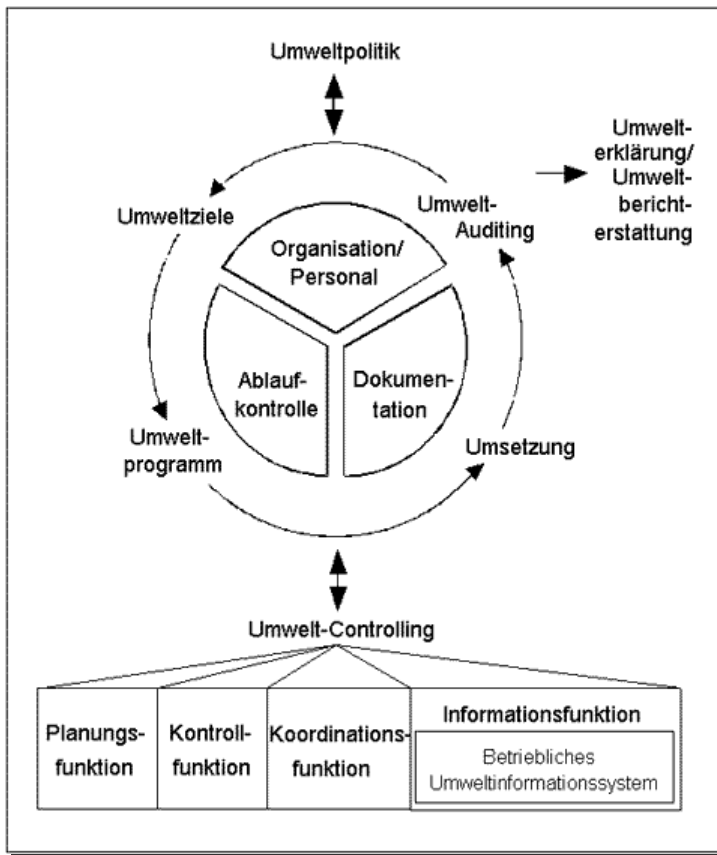 Umweltpolitik
Umwelt-
erklärung/
Umwelt-
bericht-
erstattung
Umweltziele
Umwelt-
Auditing
Organisation/
Personal
Ablauf-
kontrolle
Dokumen-
tation
Umwelt-
programm
Umsetzung
Umwelt-Controlling
Planungs-
funktion
Kontroll-
funktion
Koordinations-
funktion
Informationsfunktion
Betriebliches
Umweltinformationssystem